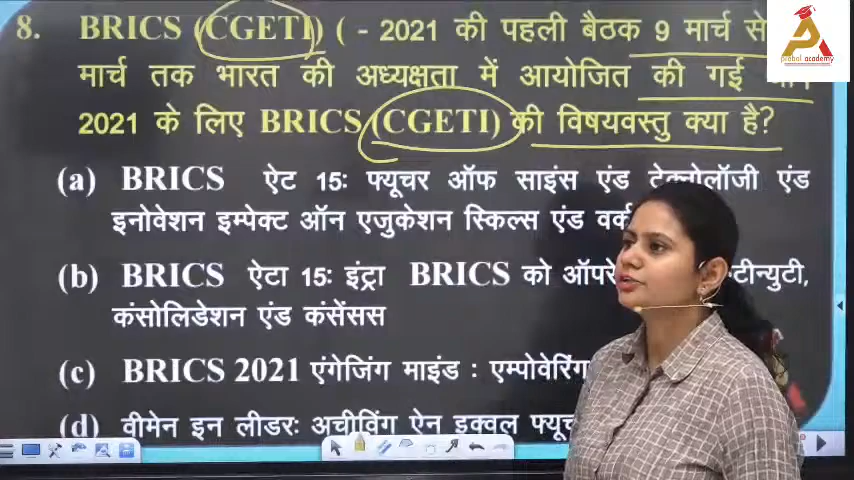 8. BRICS (CGETI) ( - 2021 की पहली बैठक 9 मार्च से
मार्च तक भारत की अध्यक्षता में आयोजित की गई
2021 के लिए BRICS (CGETI) की विषयवस्तु क्या है?
(a) BRICS ऐट 15ः फ्यूचर ऑफ साइंस एंड टेक्नोलॉजी एंड
इनोवेशन इम्पेक्ट ऑन एजुकेशन स्किल्स एंड
(b) BRICS ऐटा 15ः इंट्रा BRICS को
कंसोलिडेशन एंड कंसेंसस
(c) BRICS 2021 एंगेजिंग माइंड : एम्पोवेरिंग
(d) वीमेन इन लीडरः अचीविंग ऐन इक्वल
prabal academy